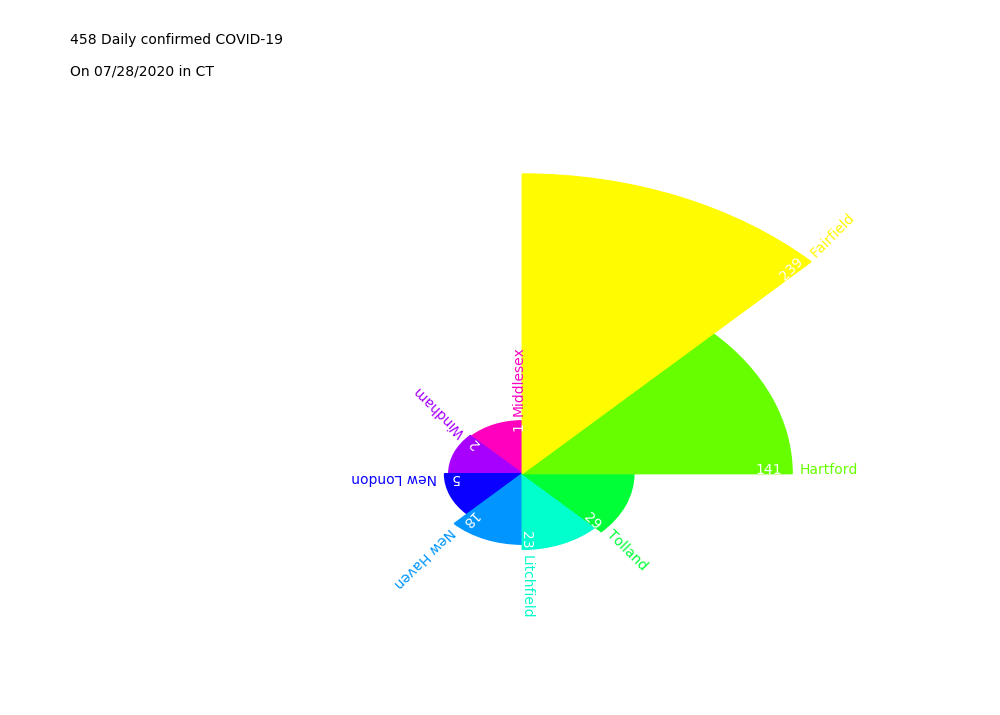 458 Daily confirmed COVID-19
On 07/28/2020 in CT
Fairfield
239
Hartford
141
Tolland
29
Litchfield
23
New Haven
18
New London
5
Windham
2
Middlesex
1